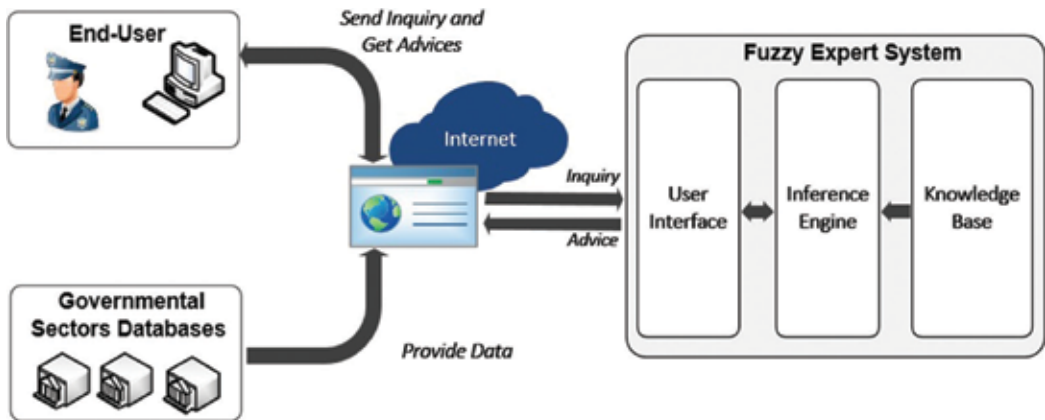 End-User
Send Inquiry and
Get Advices
Internet
Governmental
Sectors Databases
Provide Data
Inquiry
Advice
Fuzzy Expert System
User
Interface
Inference
Engine
Knowledge
Base